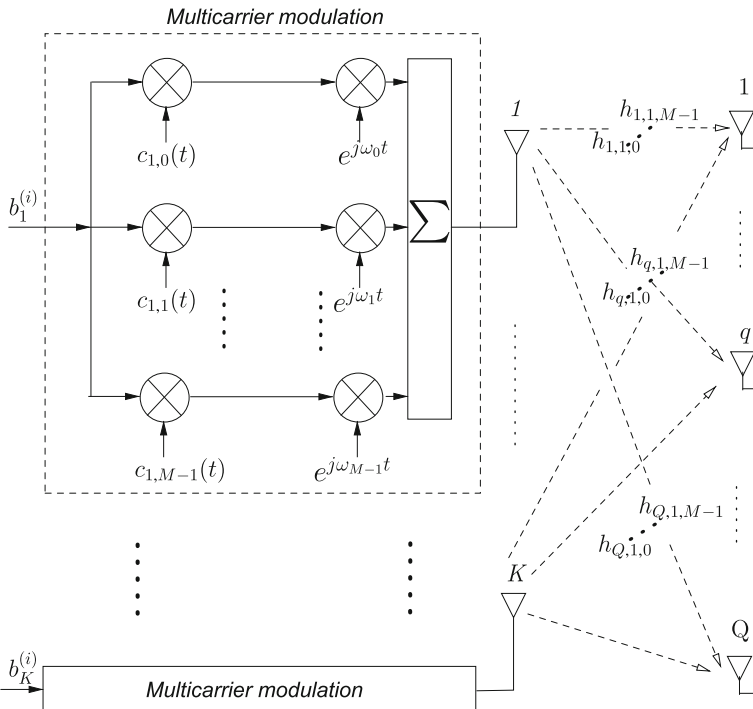 Multicarrier modulation
b_1^{(i)}
c_{1,0}(t)
e^{jω_0t}
c_{1,1}(t)
e^{jω_1t}
c_{1,M−1}(t)
e^{jω_{M−1}t}
Σ
1
h_{1,1,M−1}
h_{1,1,0}
1
h_{q,1,M−1}
h_{q,1,0}
q
h_{Q,1,M−1}
h_{Q,1,0}
K
Q
b_K^{(i)}
Multicarrier modulation